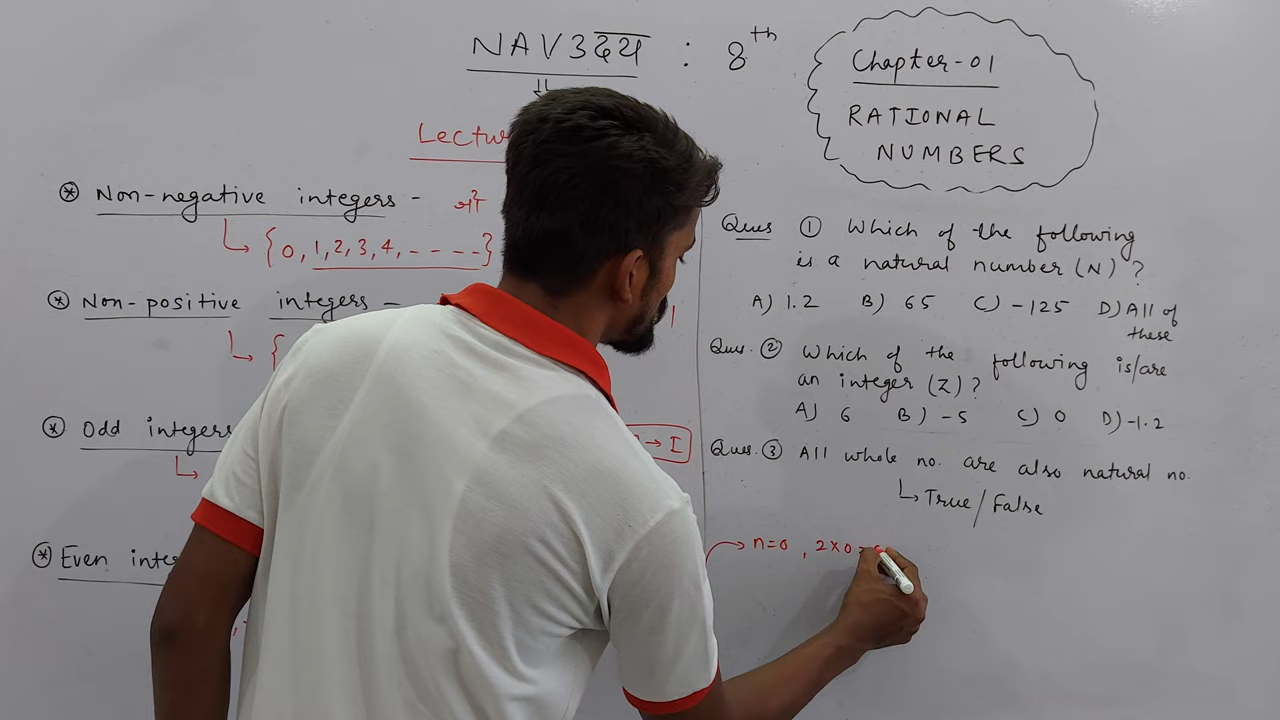 NAV3દય : 8th
Chapter-01
RATIONAL
NUMBERS
* Non-negative integers -
{0, 1, 2, 3, 4, - - - -}
* Non-positive integers -
* Odd integers
→ I
* Even
Ques ① Which of the following
is a natural number (N) ?
A) 1.2 B) 65 C) -125 D) All of
these
Ques. ② Which of the following is/are
an integer (Z) ?
A) 6 B) -5 C) 0 D) -1.2
Ques. ③ All whole no. are also natural no.
↳ True/False
→ n=0 , 2×0